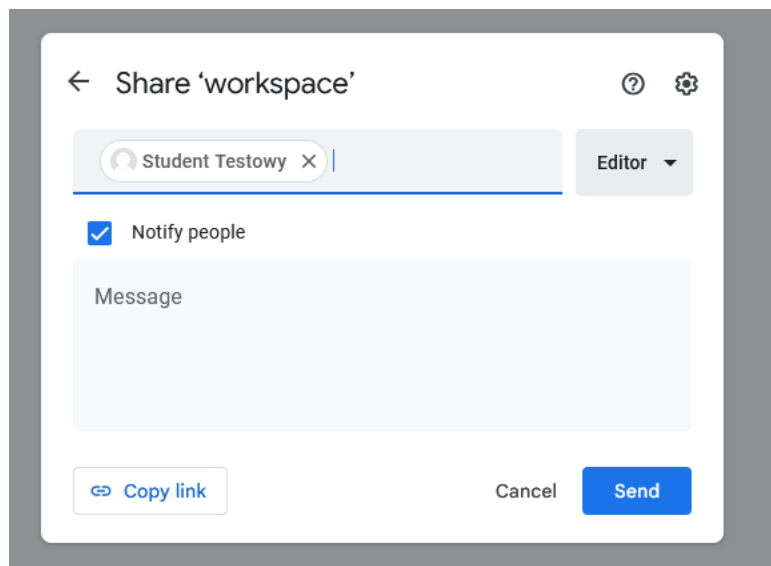 Share ‘workspace’
Student Testowy
Editor
Notify people
Message
Copy link
Cancel
Send